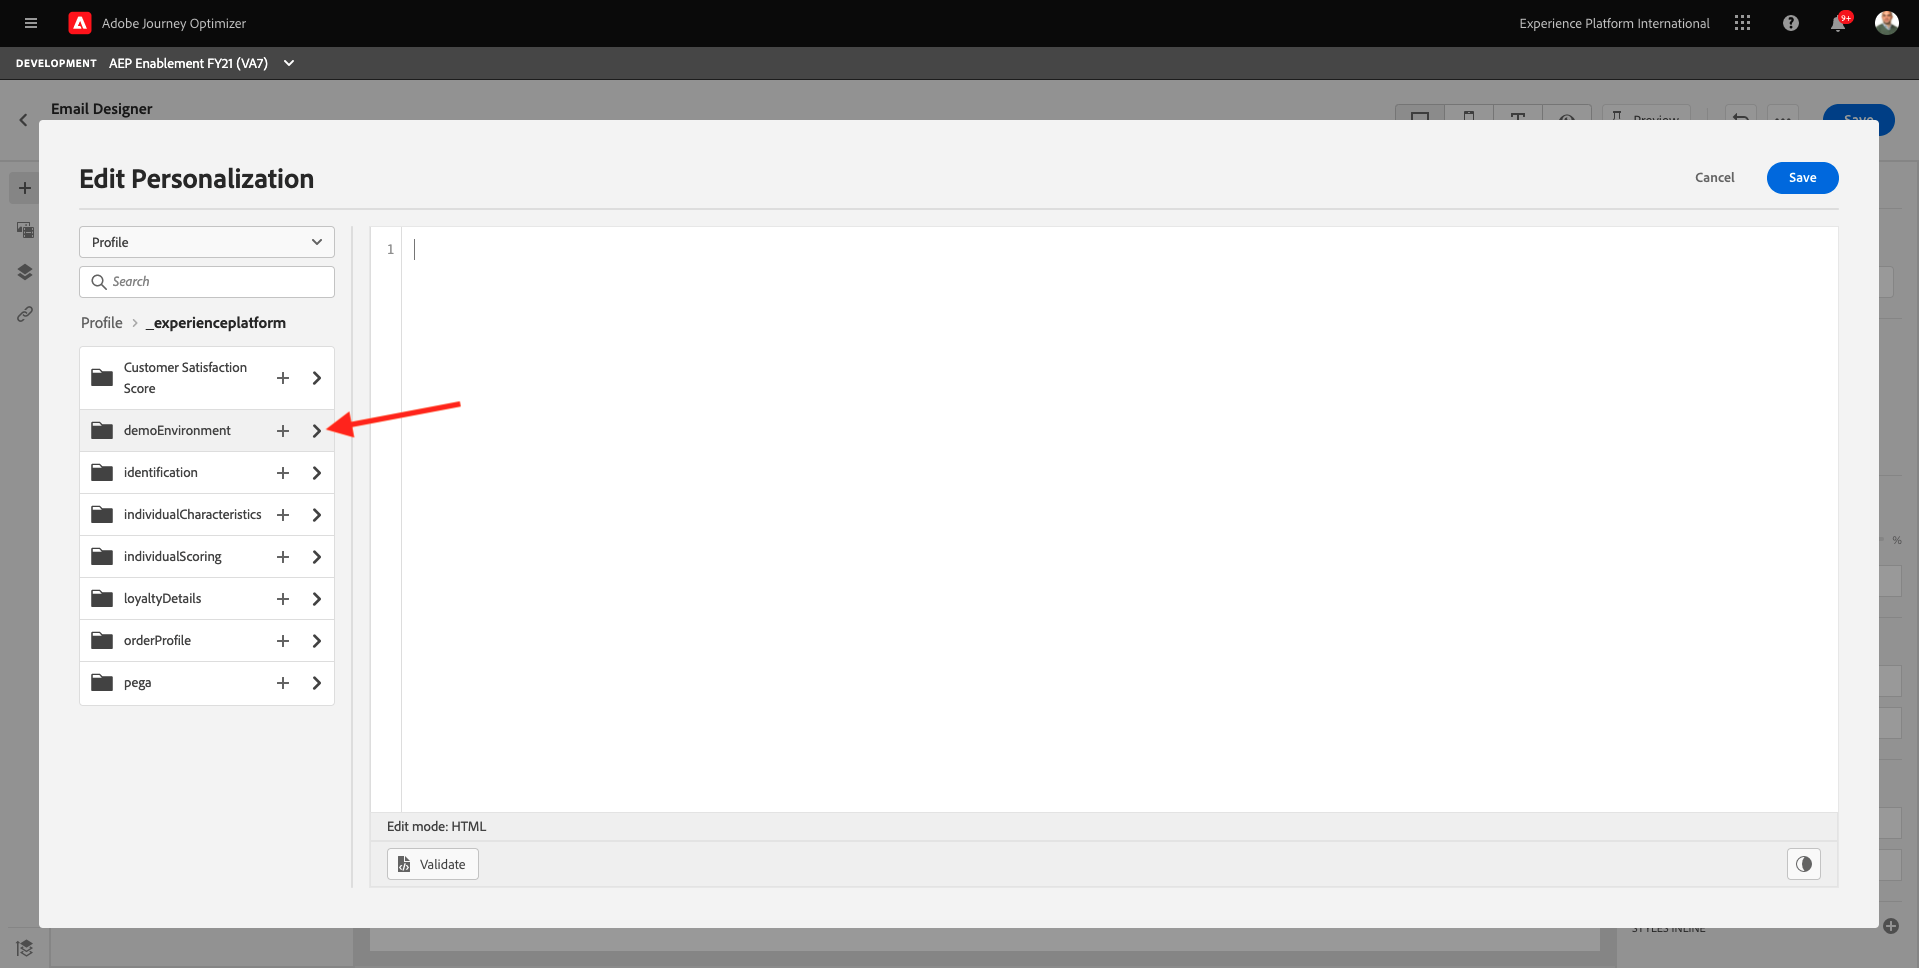 Adobe Journey Optimizer
Experience Platform International
9+
DEVELOPMENT AEP Enablement FY21 (VA7)
Email Designer
Preview
Save
Edit Personalization
Cancel
Save
Profile
Search
Profile > _experienceplatform
1
Customer Satisfaction
Score
demoEnvironment
identification
individualCharacteristics
individualScoring
loyaltyDetails
orderProfile
pega
%
Edit mode: HTML
Validate
STYLES INLINE